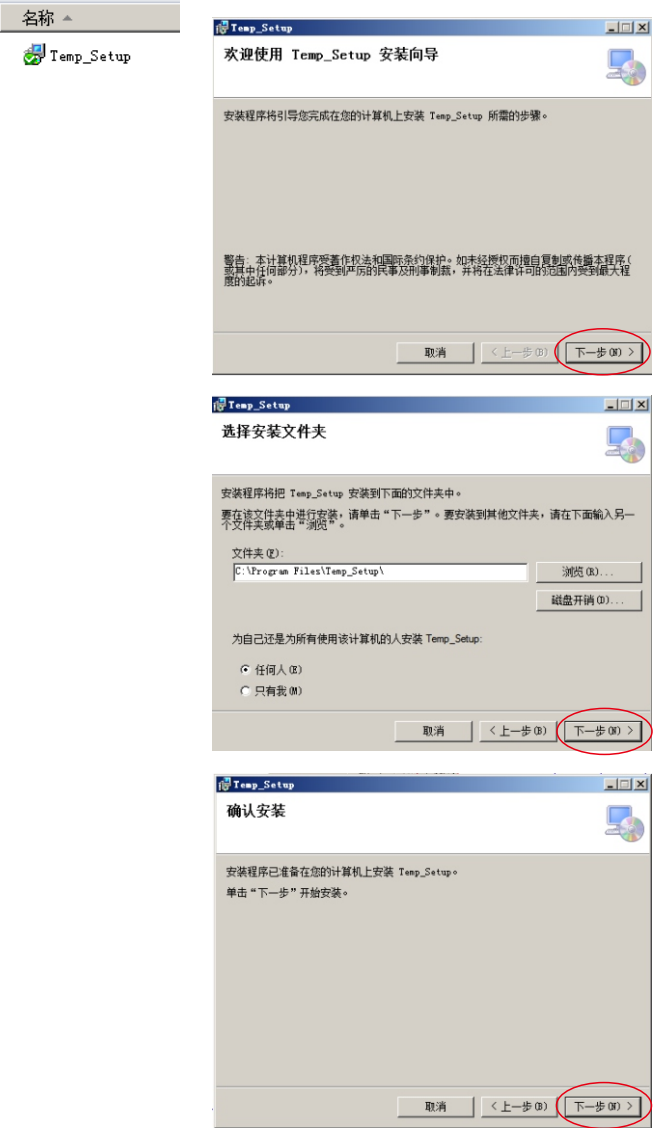 名称
Temp_Setup
Temp_Setup
欢迎使用 Temp_Setup 安装向导
安装程序将引导您完成在您的计算机上安装 Temp_Setup 所需的步骤。
警告: 本计算机程序受著作权法和国际条约保护。如未经授权而擅自复制或传播本程序(
或其中任何部分), 将受到严厉的民事及刑事制裁, 并将在法律许可的范围内受到最大程
度的起诉。
取消
<上一步(B)
下一步(N) >
Temp_Setup
选择安装文件夹
安装程序将把 Temp_Setup 安装到下面的文件夹中。
要在该文件夹中进行安装, 请单击“下一步”。要安装到其他文件夹, 请在下面输入另一
个文件夹或单击“浏览”。
文件夹(F):
C:\Program Files\Temp_Setup\
浏览(R)...
磁盘开销(D)...
为自己还是为所有使用该计算机的人安装 Temp_Setup:
任何人(E)
只有我(M)
取消
<上一步(B)
下一步(N) >
Temp_Setup
确认安装
安装程序已准备在您的计算机上安装 Temp_Setup。
单击“下一步”开始安装。
取消
<上一步(B)
下一步(N) >